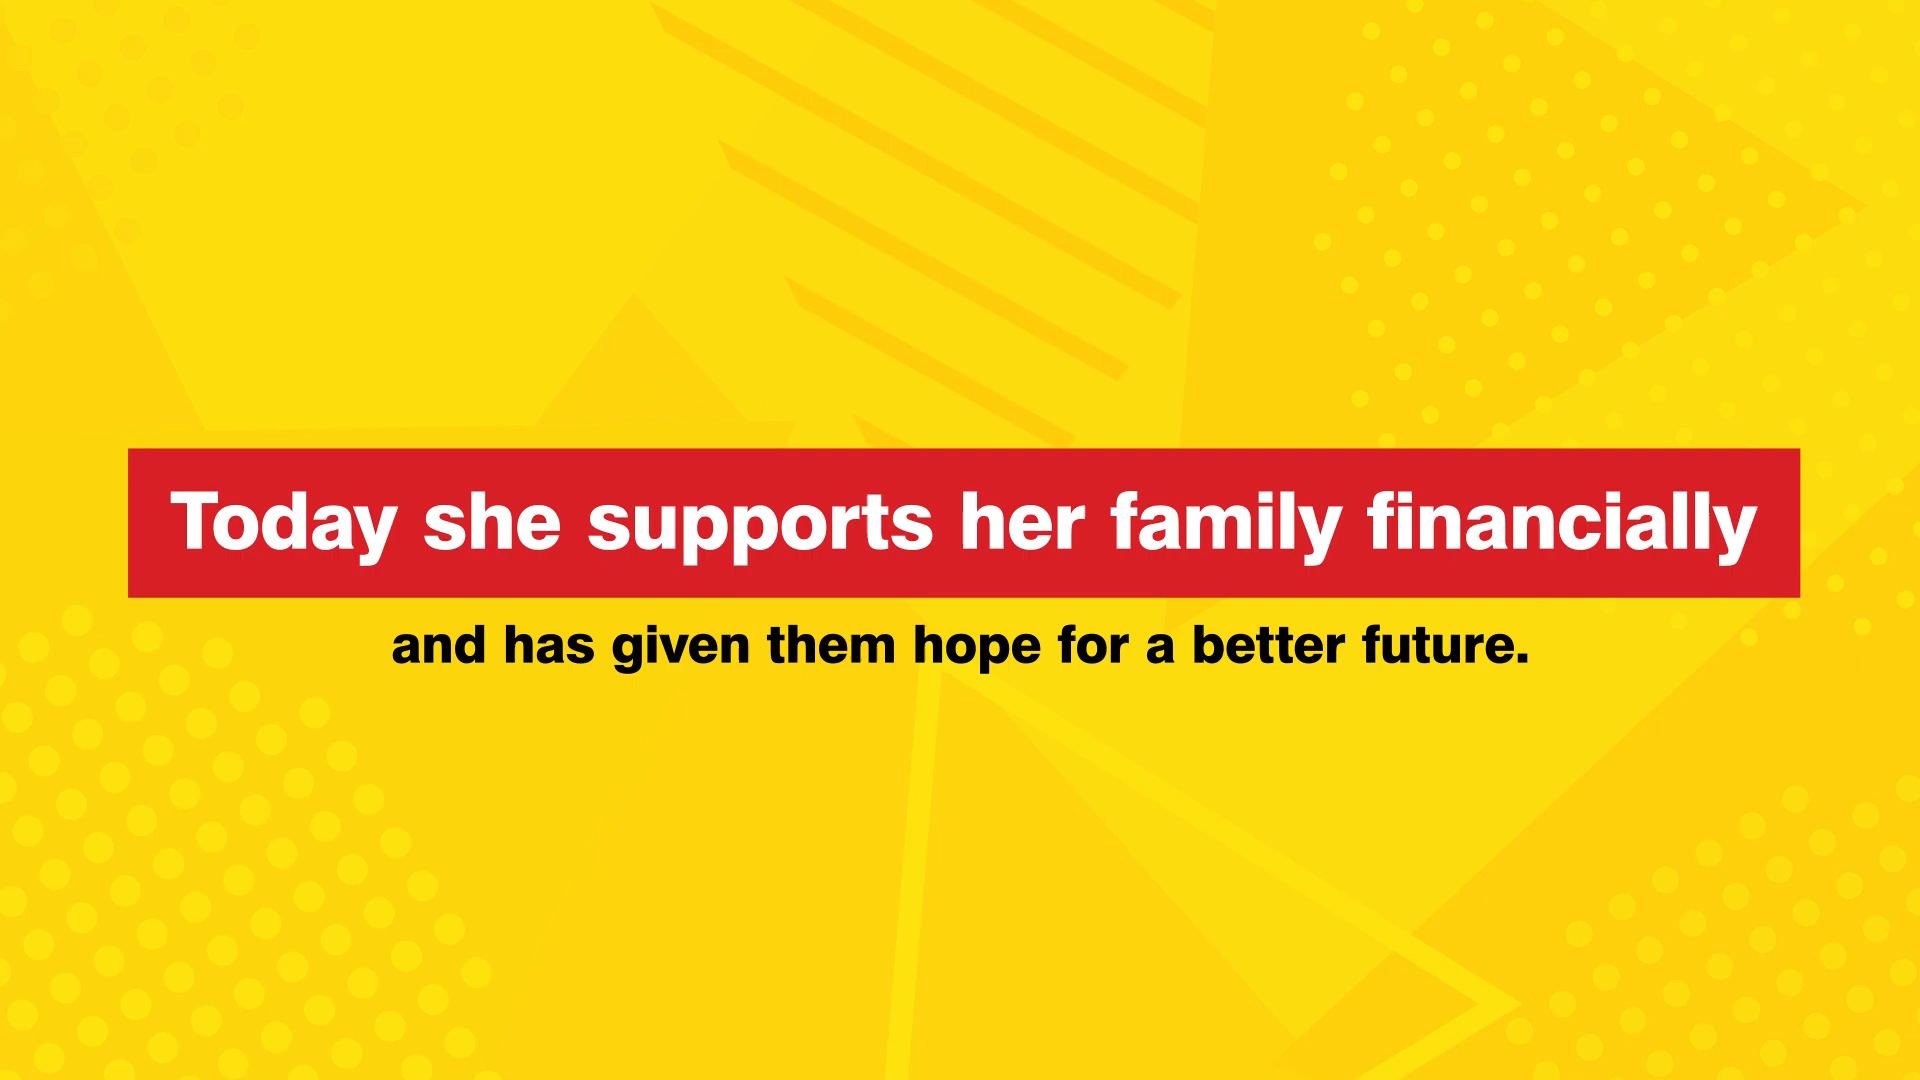 Today she supports her family financially
and has given them hope for a better future.